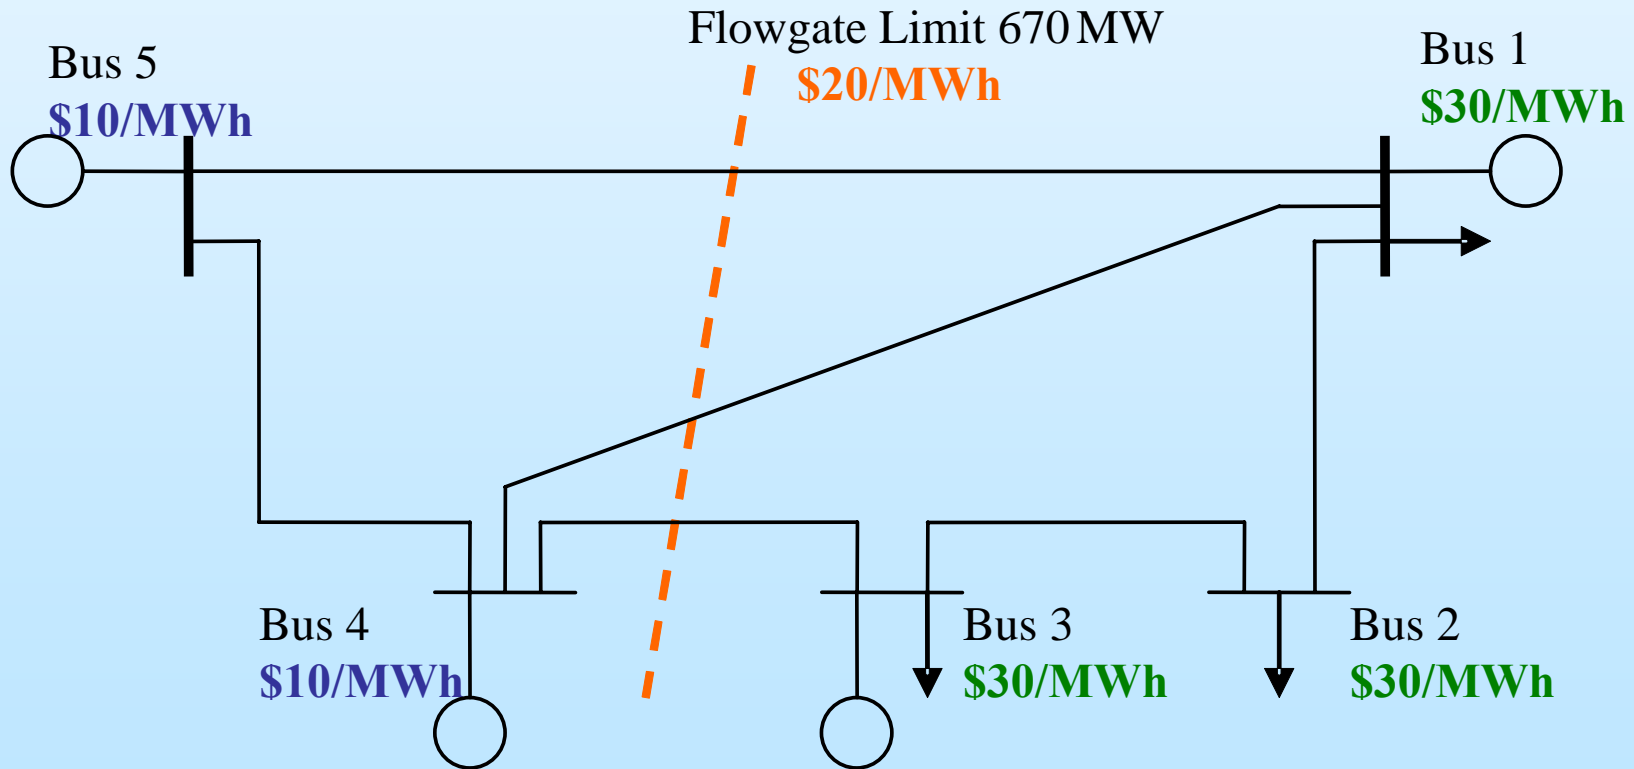 Flowgate Limit 670 MW
$20/MWh
Bus 5
$10/MWh
Bus 1
$30/MWh
Bus 4
$10/MWh
Bus 3
$30/MWh
Bus 2
$30/MWh